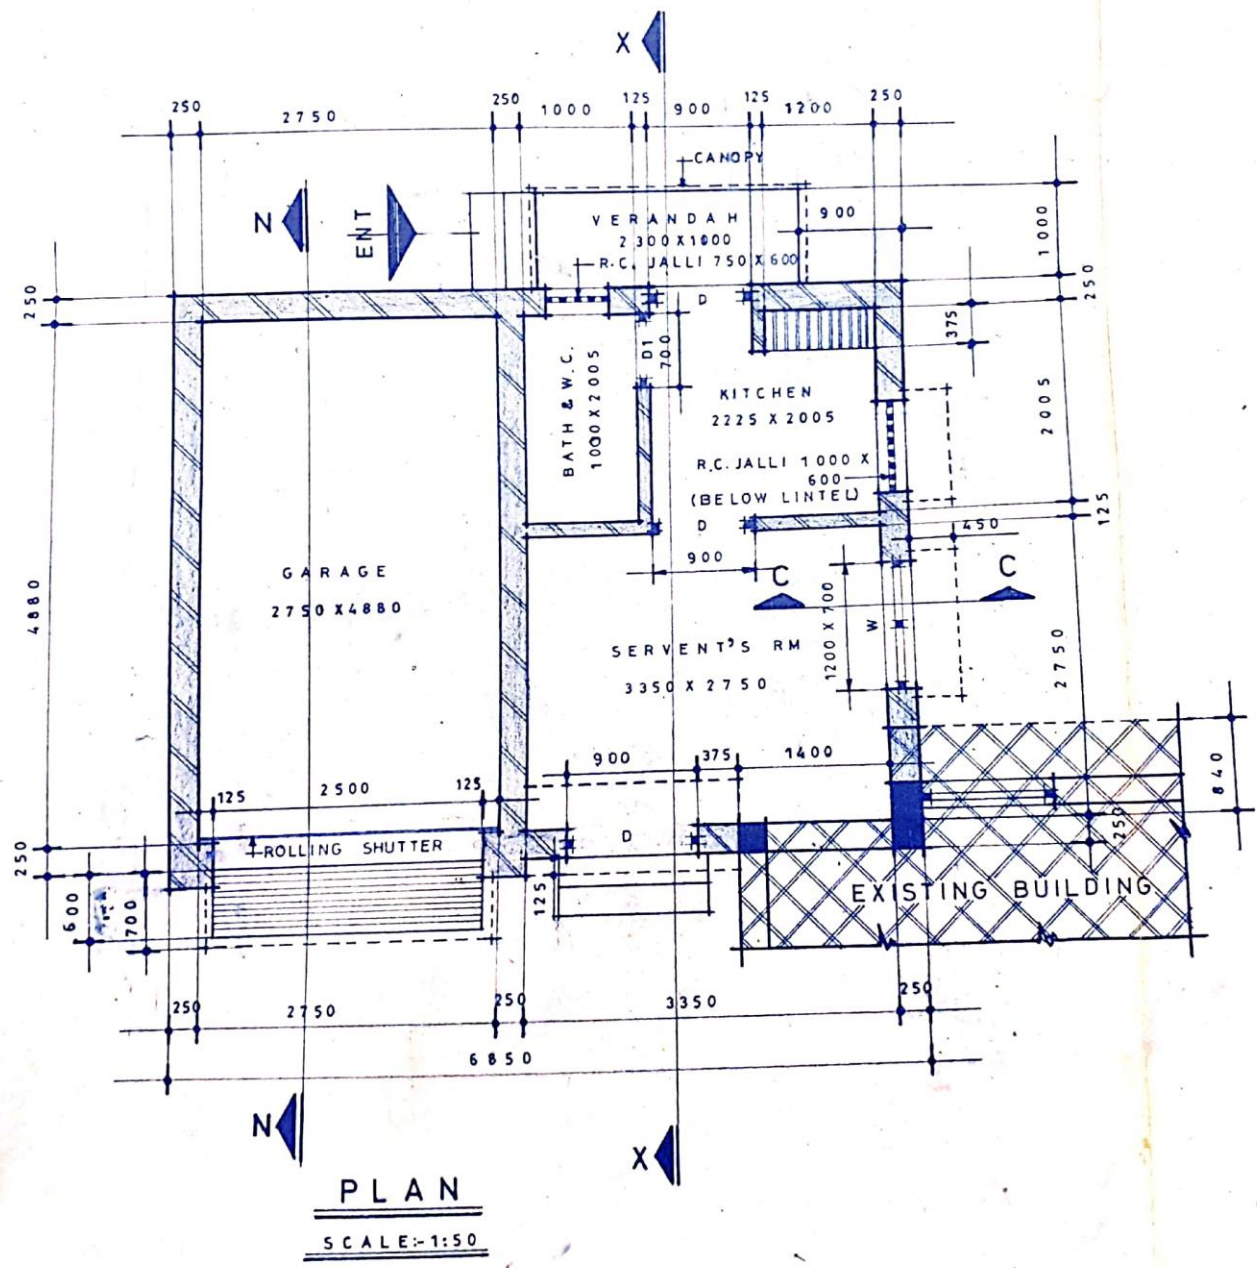 X
250
2750
250
1000
125
900
125
1200
250
CANOPY
N
ENT
VERANDAH
2300X1000
900
1000
R.C. JALLI 750 X 600
D
250
250
375
BATH & W.C.
1000X2005
D1
700
KITCHEN
2225 X 2005
2005
R.C. JALLI 1000 X
600
(BELOW LINTEL)
D
125
450
900
C
C
GARAGE
2750 X4880
4880
SERVENT'S RM
3350 X 2750
1200 X 700
W
2750
900
375
1400
840
125
2500
125
ROLLING SHUTTER
D
250
250
EXISTING BUILDING
600
700
125
250
2750
250
3350
250
6850
N
X
PLAN
SCALE:-1:50